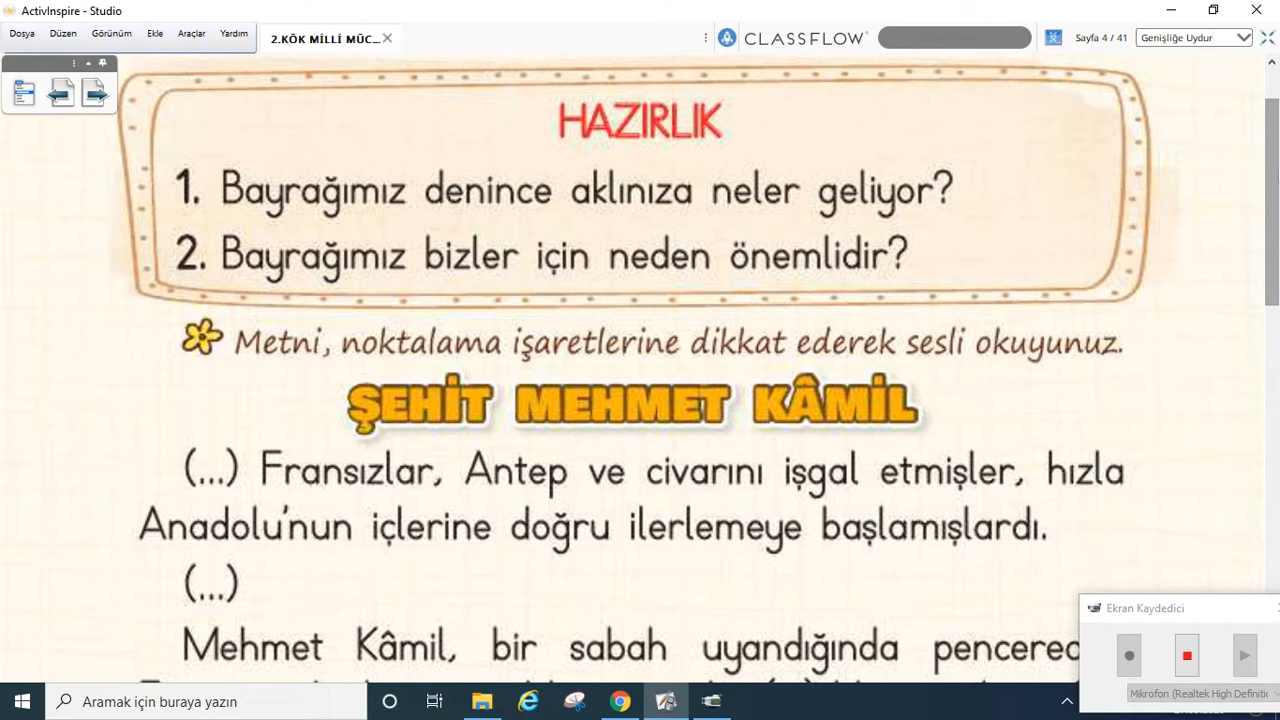 ActivInspire - Studio
Dosya Düzen Görünüm Ekle Araçlar Yardım
2.KÖK MİLLİ MÜC...
CLASSFLOW
Sayfa 4 / 41
Genişliğe Uydur
HAZIRLIK
1. Bayrağımız denince aklınıza neler geliyor?
2. Bayrağımız bizler için neden önemlidir?
Metni, noktalama işaretlerine dikkat ederek sesli okuyunuz.
ŞEHİT MEHMET KÂMİL
(...) Fransızlar, Antep ve civarını işgal etmişler, hızla
Anadolu'nun içlerine doğru ilerlemeye başlamışlardı.
(...)
Mehmet Kâmil, bir sabah uyandığında
Ekran Kaydedici
Mikrofon (Realtek High Definiti
Aramak için buraya yazın